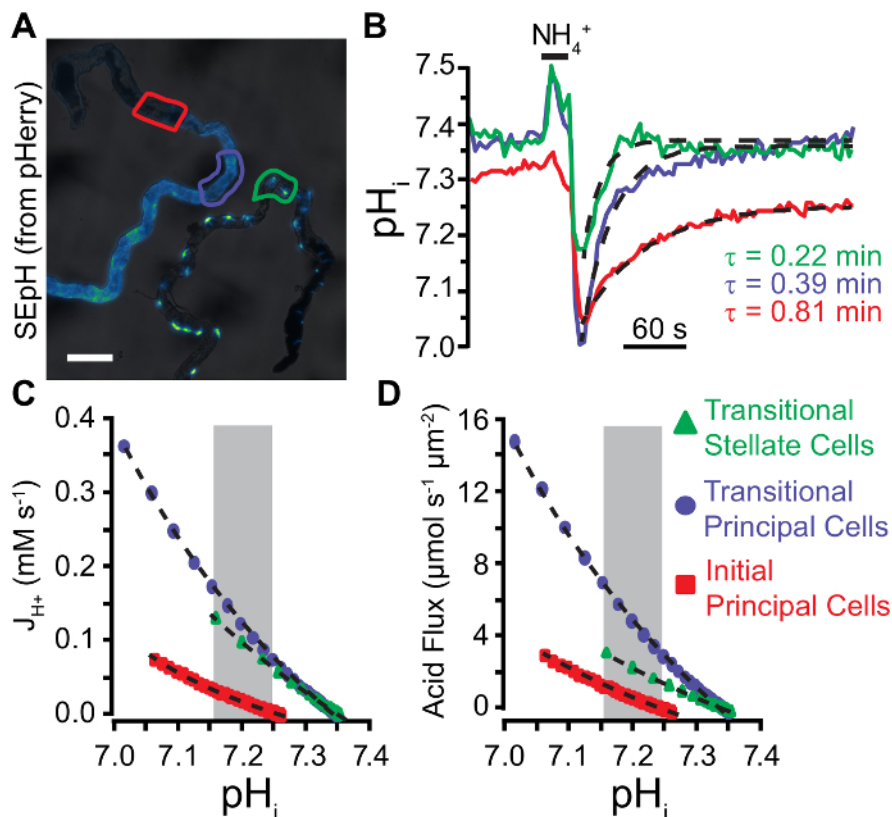 A
SEpH (from pHerry)
B
NH₄⁺
7.5
7.4
7.3
7.2
7.1
7.0
pHᵢ
τ = 0.22 min
τ = 0.39 min
τ = 0.81 min
60 s
C
0.4
0.3
0.2
0.1
0.0
J_H+ (mM s⁻¹)
7.0 7.1 7.2 7.3 7.4
pHᵢ
D
16
12
8
4
0
Acid Flux (µmol s⁻¹ µm⁻²)
7.0 7.1 7.2 7.3 7.4
pHᵢ
Transitional
Stellate Cells
Transitional
Principal Cells
Initial
Principal Cells